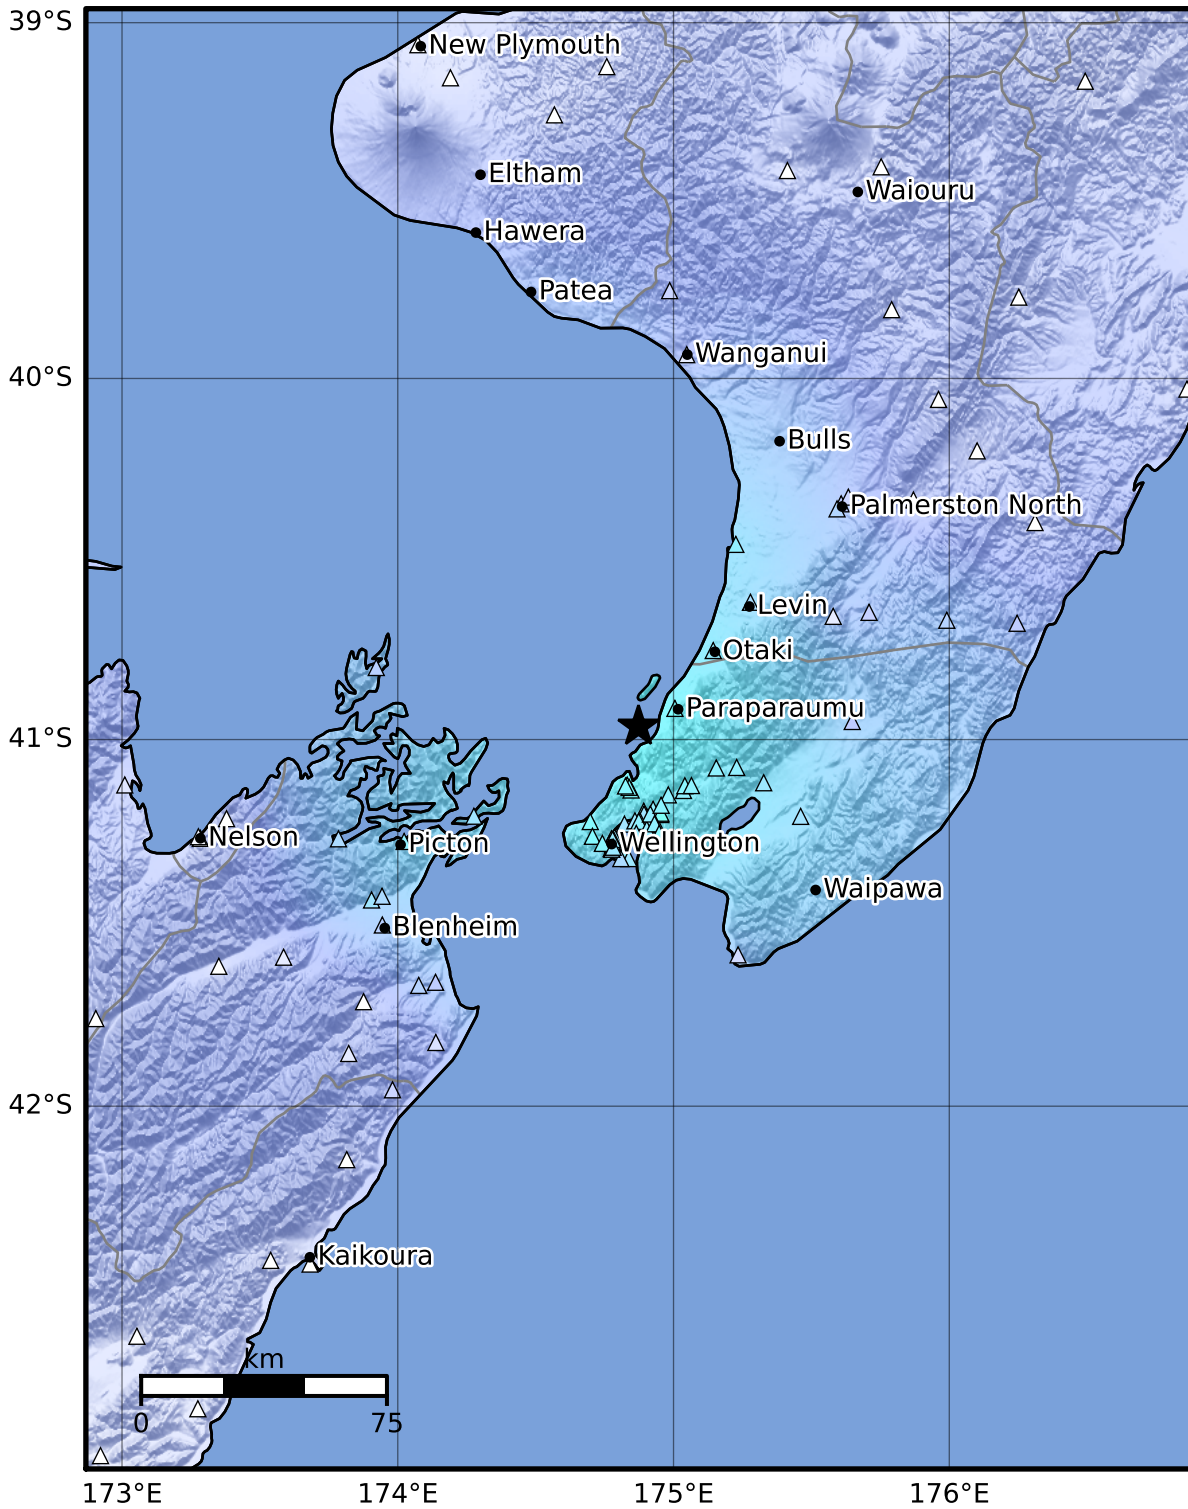 39°S
New Plymouth
Eltham
Waiouru
Hawera
Patea
Wanganui
40°S
Bulls
Palmerston North
Levin
Otaki
Paraparaumu
41°S
Nelson
Picton
Wellington
Waipawa
Blenheim
42°S
Kaikoura
km
0 75
173°E 174°E 175°E 176°E